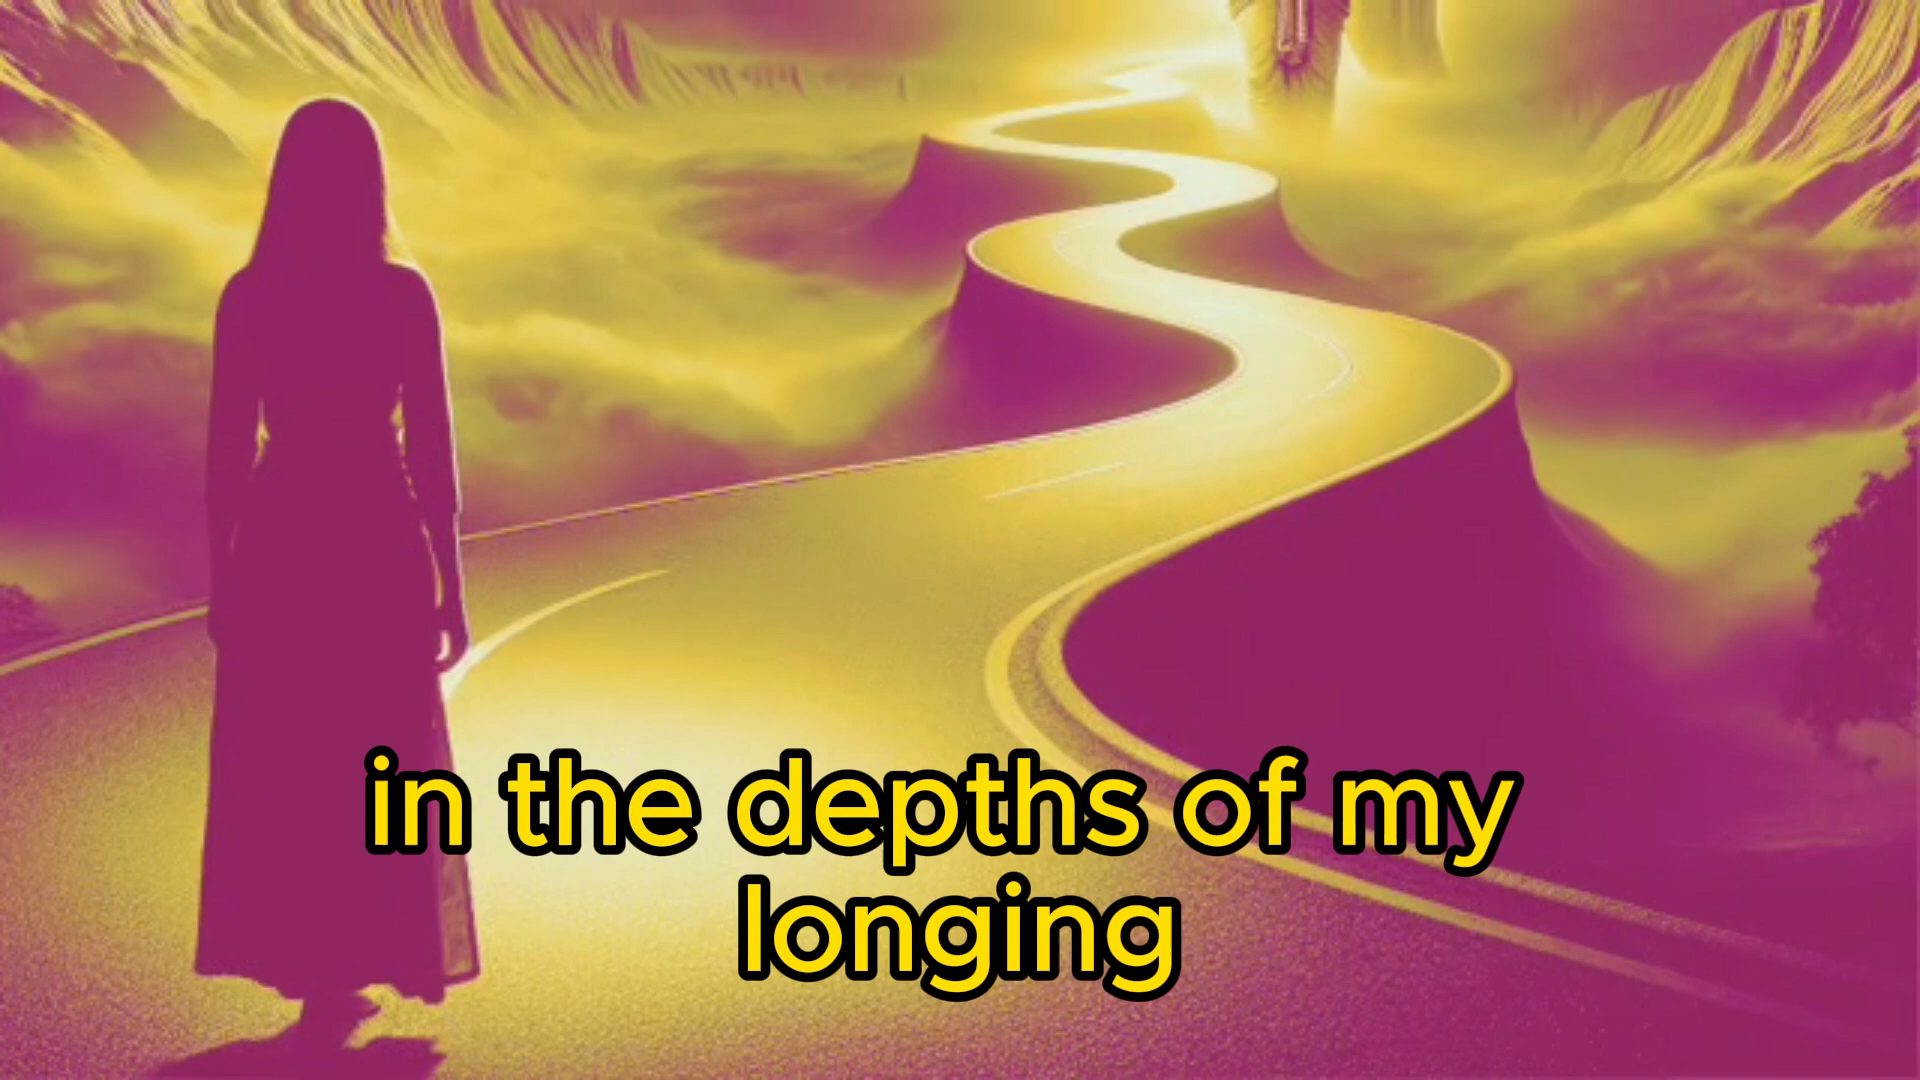 in the depths of my
longing